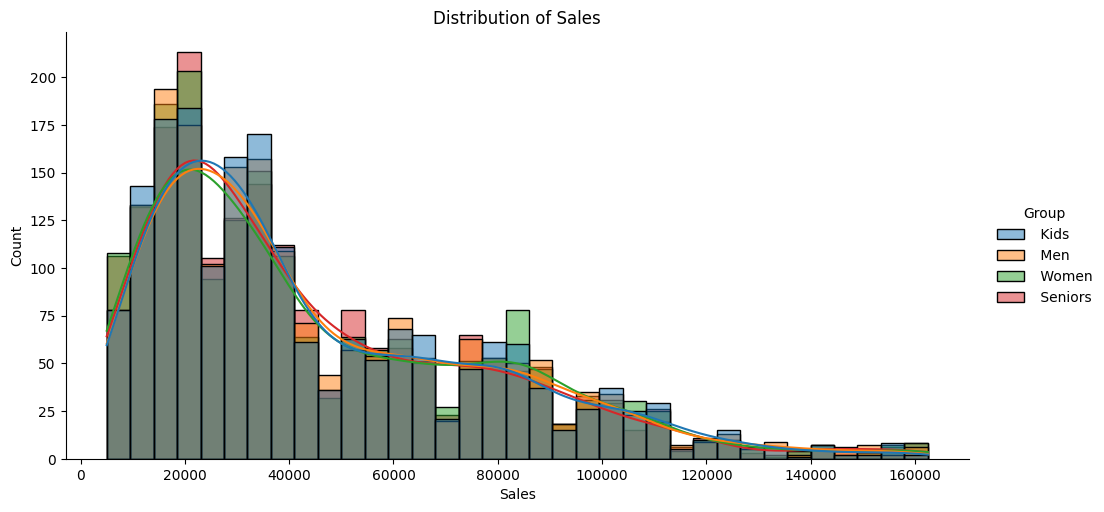 Distribution of Sales
Count
200
175
150
125
100
75
50
25
0
0 20000 40000 60000 80000 100000 120000 140000 160000
Sales
Group
Kids
Men
Women
Seniors